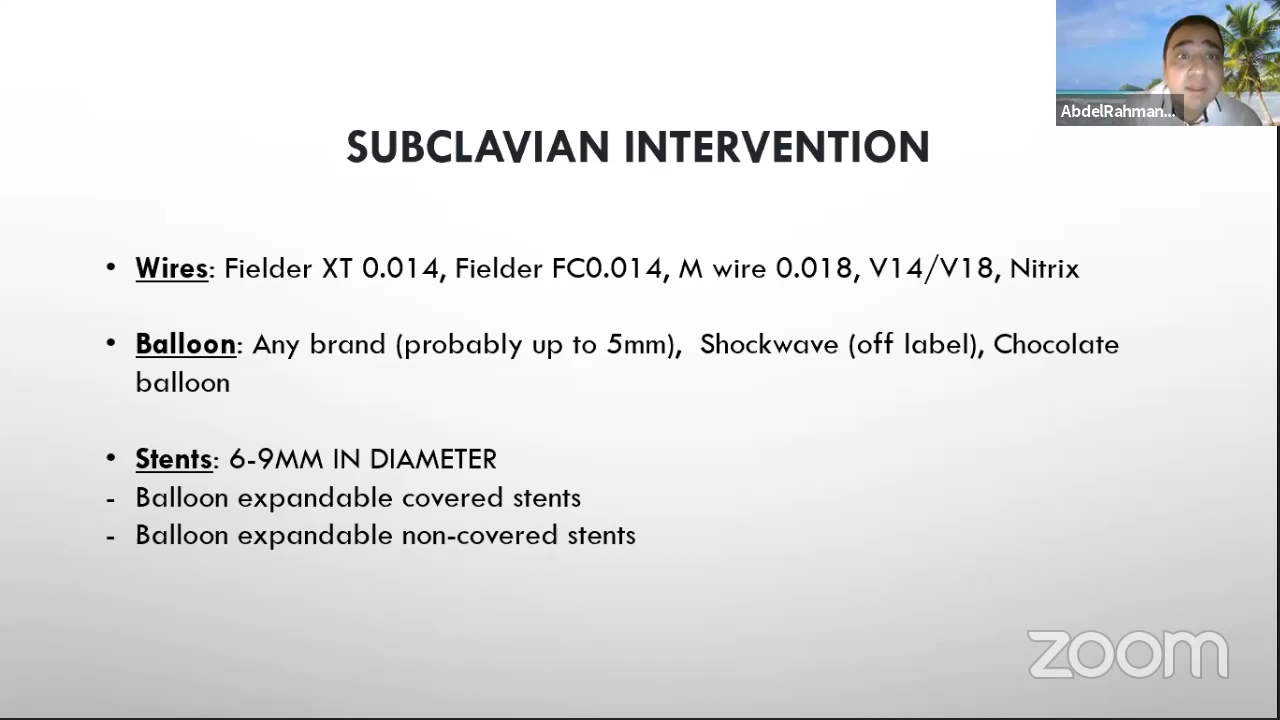 AbdelRahman...
SUBCLAVIAN INTERVENTION
• Wires: Fielder XT 0.014, Fielder FC0.014, M wire 0.018, V14/V18, Nitrix
• Balloon: Any brand (probably up to 5mm), Shockwave (off label), Chocolate
balloon
• Stents: 6-9MM IN DIAMETER
- Balloon expandable covered stents
- Balloon expandable non-covered stents
zoom